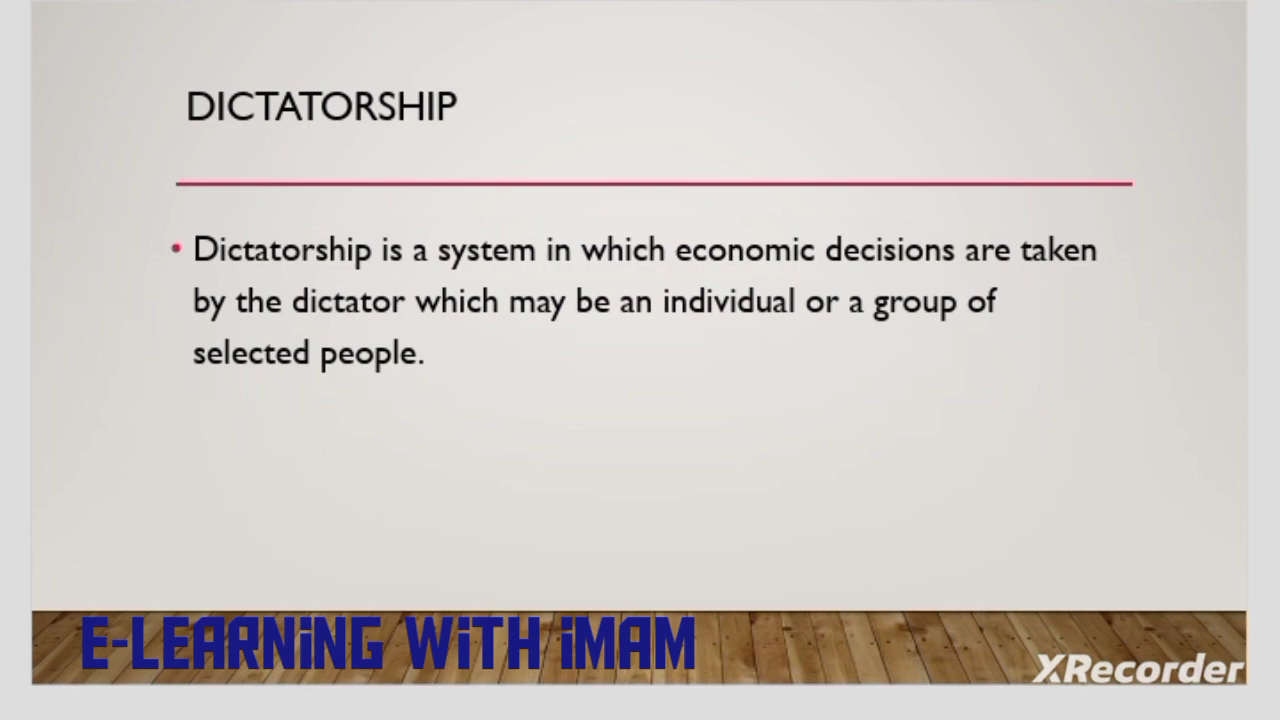 DICTATORSHIP
• Dictatorship is a system in which economic decisions are taken
by the dictator which may be an individual or a group of
selected people.
E-LEARNiNG WiTH iMAM
XRecorder